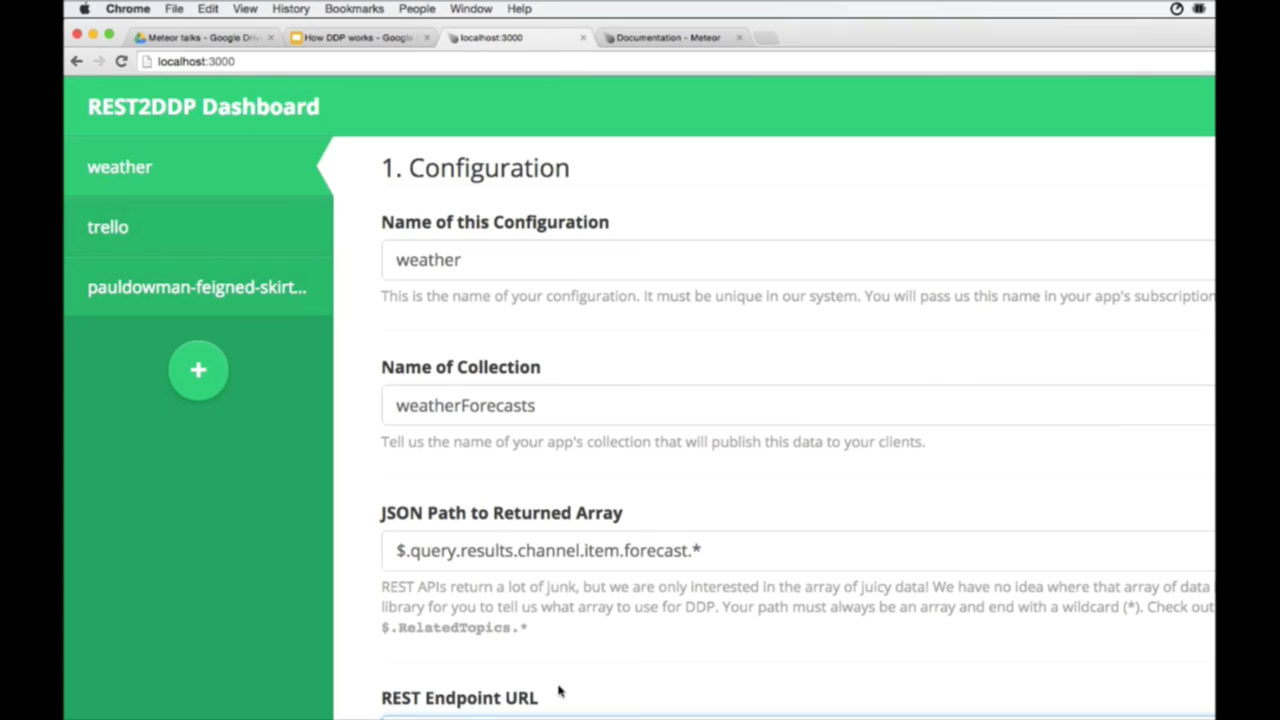 Chrome File Edit View History Bookmarks People Window Help
Meteor talks - Google Dri
How DDP works - Google
localhost:3000
Documentation - Meteor
localhost:3000
REST2DDP Dashboard
weather
trello
pauldowman-feigned-skirt...
+
1. Configuration
Name of this Configuration
weather
This is the name of your configuration. It must be unique in our system. You will pass us this name in your app's subscription
Name of Collection
weatherForecasts
Tell us the name of your app's collection that will publish this data to your clients.
JSON Path to Returned Array
$.query.results.channel.item.forecast.*
REST APIs return a lot of junk, but we are only interested in the array of juicy data! We have no idea where that array of data
library for you to tell us what array to use for DDP. Your path must always be an array and end with a wildcard (*). Check out
$.RelatedTopics.*
REST Endpoint URL